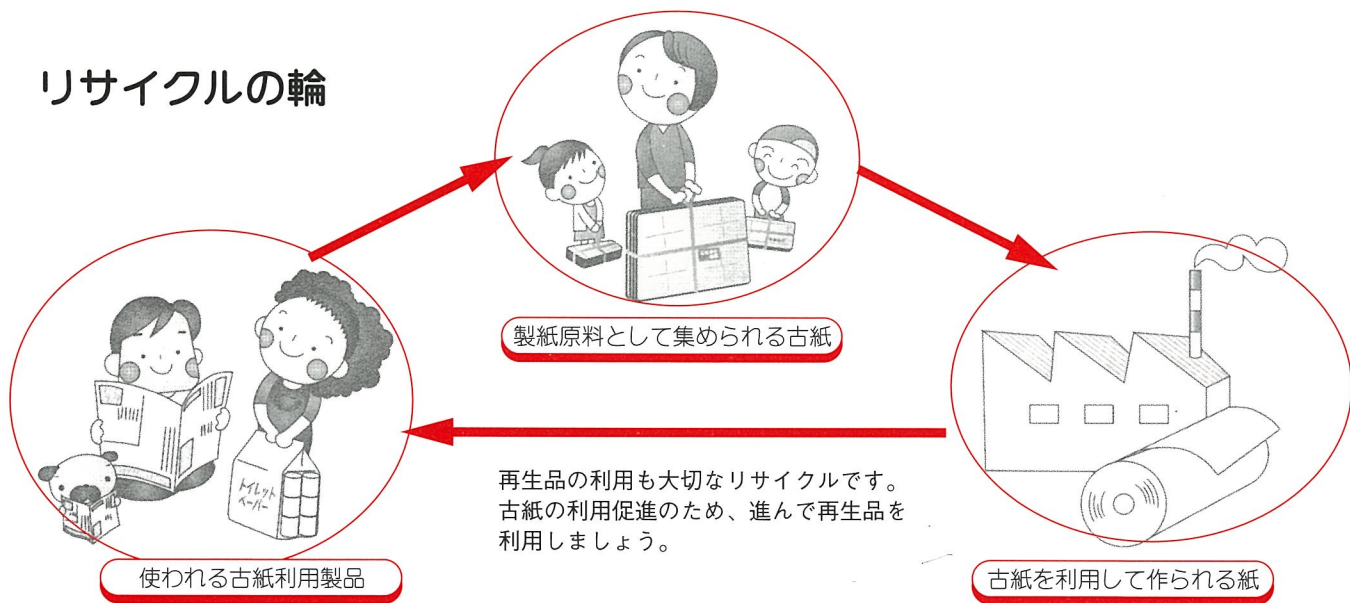 リサイクルの輪
製紙原料として集められる古紙
トイレット
ペーパー
再生品の利用も大切なリサイクルです。
古紙の利用促進のため、進んで再生品を
利用しましょう。
使われる古紙利用製品
古紙を利用して作られる紙